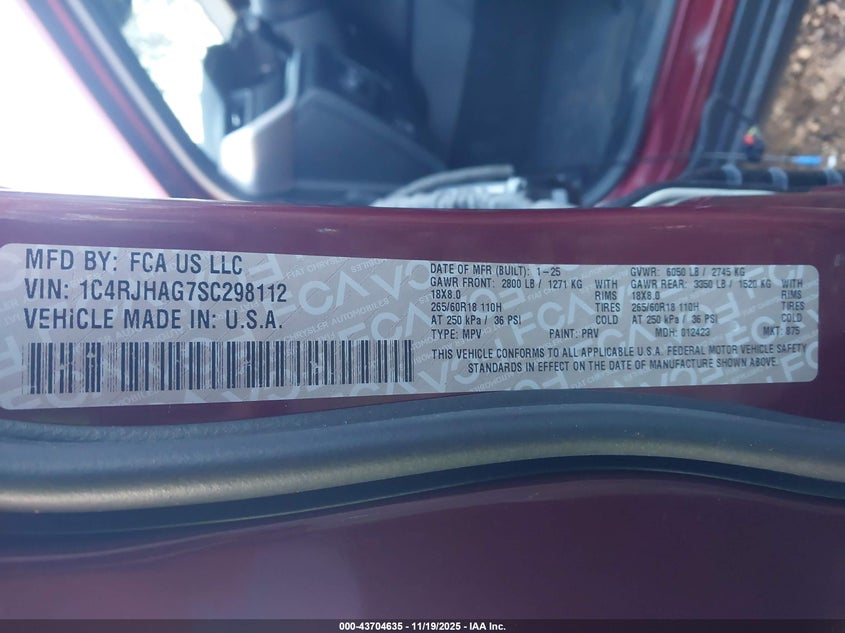 MFD BY: FCA US LLC
VIN: 1C4RJHAG7SC298112
VEHICLE MADE IN: U.S.A.
DATE OF MFR (BUILT): 1-25 GVWR: 6050 LB / 2745 KG
GAWR FRONT: 2800 LB / 1271 KG WITH GAWR REAR: 3350 LB / 1520 KG WITH
18X8.0 RIMS 18X8.0 RIMS
265/60R18 110H TIRES 265/60R18 110H TIRES
AT 250 kPa / 36 PSI COLD AT 250 kPa / 36 PSI COLD
TYPE: MPV PAINT: PRV MDH: 012423 MKT: 875
THIS VEHICLE CONFORMS TO ALL APPLICABLE U.S.A. FEDERAL MOTOR VEHICLE SAFETY
STANDARDS IN EFFECT ON THE DATE OF MANUFACTURE SHOWN ABOVE.
000-43704635 - 11/19/2025 - IAA Inc.